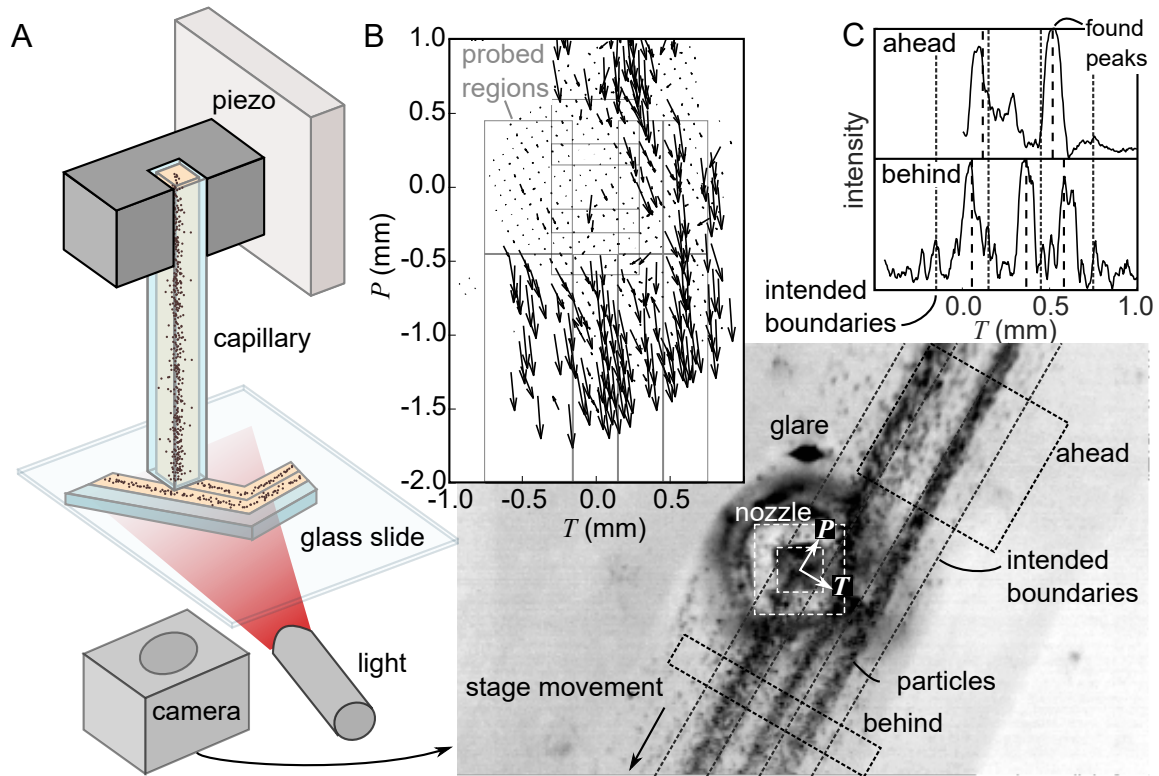 A
piezo
capillary
glass slide
light
camera
B
1.0
0.5
0.0
-0.5
-1.0
-1.5
-2.0
P (mm)
probed
regions
-1.0
-0.5
0.0
0.5
T (mm)
C
ahead
found
peaks
behind
intensity
intended
boundaries
0.0
0.5
1.0
T (mm)
glare
ahead
nozzle
P
T
intended
boundaries
particles
stage movement
behind